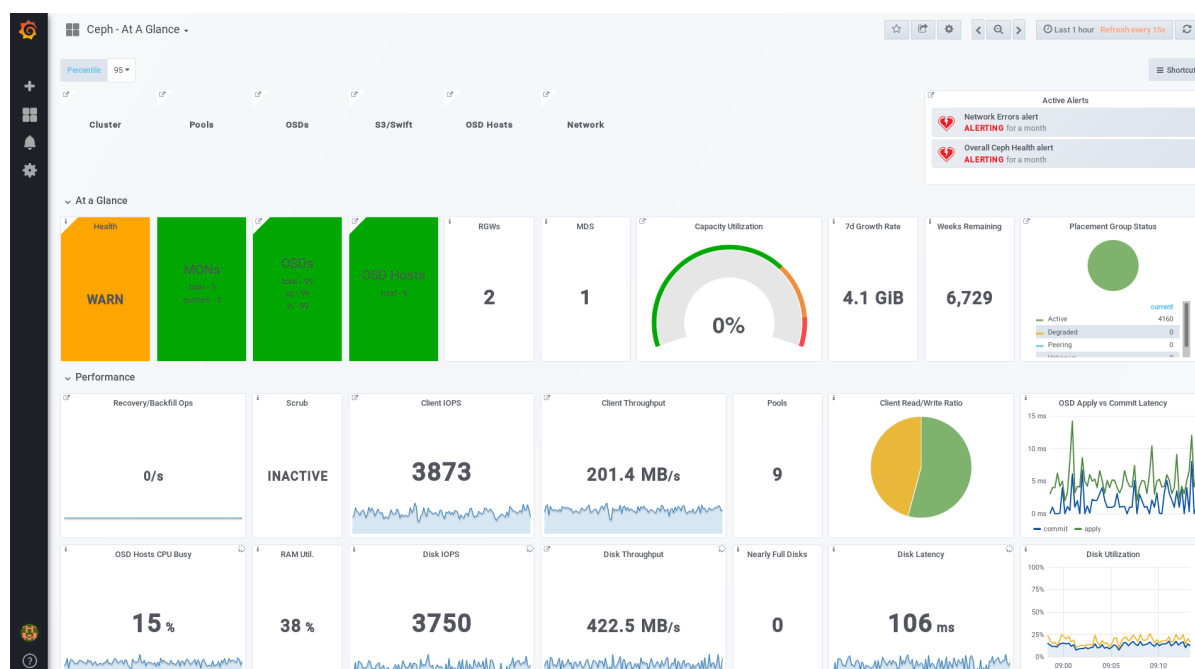 Ceph - At A Glance
Last 1 hour Refresh every 15s
Percentile 95
Shortcut
Cluster
Pools
OSDs
S3/Swift
OSD Hosts
Network
Active Alerts
Network Errors alert
ALERTING for a month
Overall Ceph Health alert
ALERTING for a month
At a Glance
Health
WARN
MONs
OSDs
OSD Hosts
RGWs
2
MDS
1
Capacity Utilization
0%
7d Growth Rate
4.1 GiB
Weeks Remaining
6,729
Placement Group Status
current
Active 4160
Degraded 0
Peering 0
Performance
Recovery/Backfill Ops
0/s
Scrub
INACTIVE
Client IOPS
3873
Client Throughput
201.4 MB/s
Pools
9
Client Read/Write Ratio
OSD Apply vs Commit Latency
15 ms
10 ms
5 ms
0 ms
commit apply
OSD Hosts CPU Busy
15 %
RAM Util.
38 %
Disk IOPS
3750
Disk Throughput
422.5 MB/s
Nearly Full Disks
0
Disk Latency
106 ms
Disk Utilization
100%
75%
50%
25%
0%
09:00 09:05 09:10